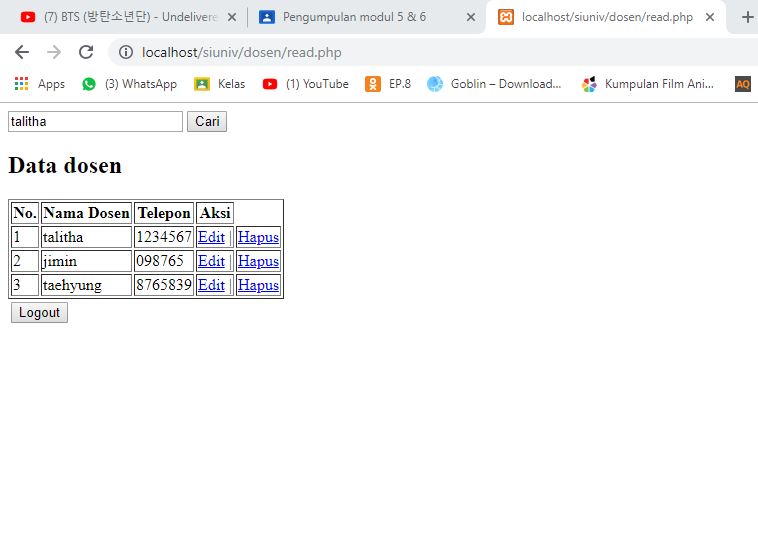 (7) BTS (방탄소년단) - Undelivere
Pengumpulan modul 5 & 6
localhost/siuniv/dosen/read.php
localhost/siuniv/dosen/read.php
Apps (3) WhatsApp Kelas (1) YouTube EP.8 Goblin – Download... Kumpulan Film Ani... AQ
talitha Cari
Data dosen
No. Nama Dosen Telepon Aksi
1 talitha 1234567 Edit | Hapus
2 jimin 098765 Edit | Hapus
3 taehyung 8765839 Edit | Hapus
Logout